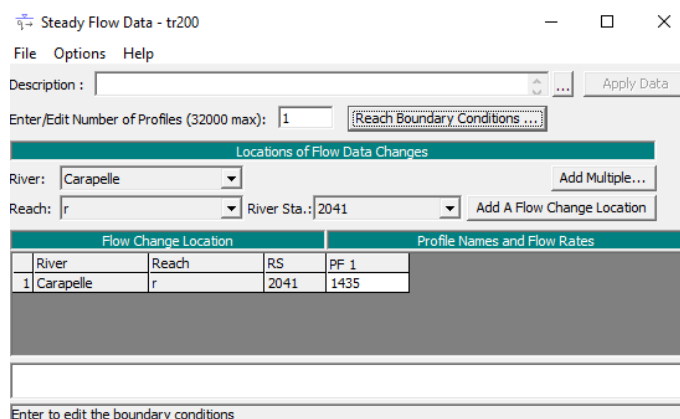 Steady Flow Data - tr200
File Options Help
Description : ... Apply Data
Enter/Edit Number of Profiles (32000 max): 1 Reach Boundary Conditions ...
Locations of Flow Data Changes
River: Carapelle Add Multiple...
Reach: r River Sta.: 2041 Add A Flow Change Location
Flow Change Location Profile Names and Flow Rates
River Reach RS PF 1
1 Carapelle r 2041 1435
Enter to edit the boundary conditions